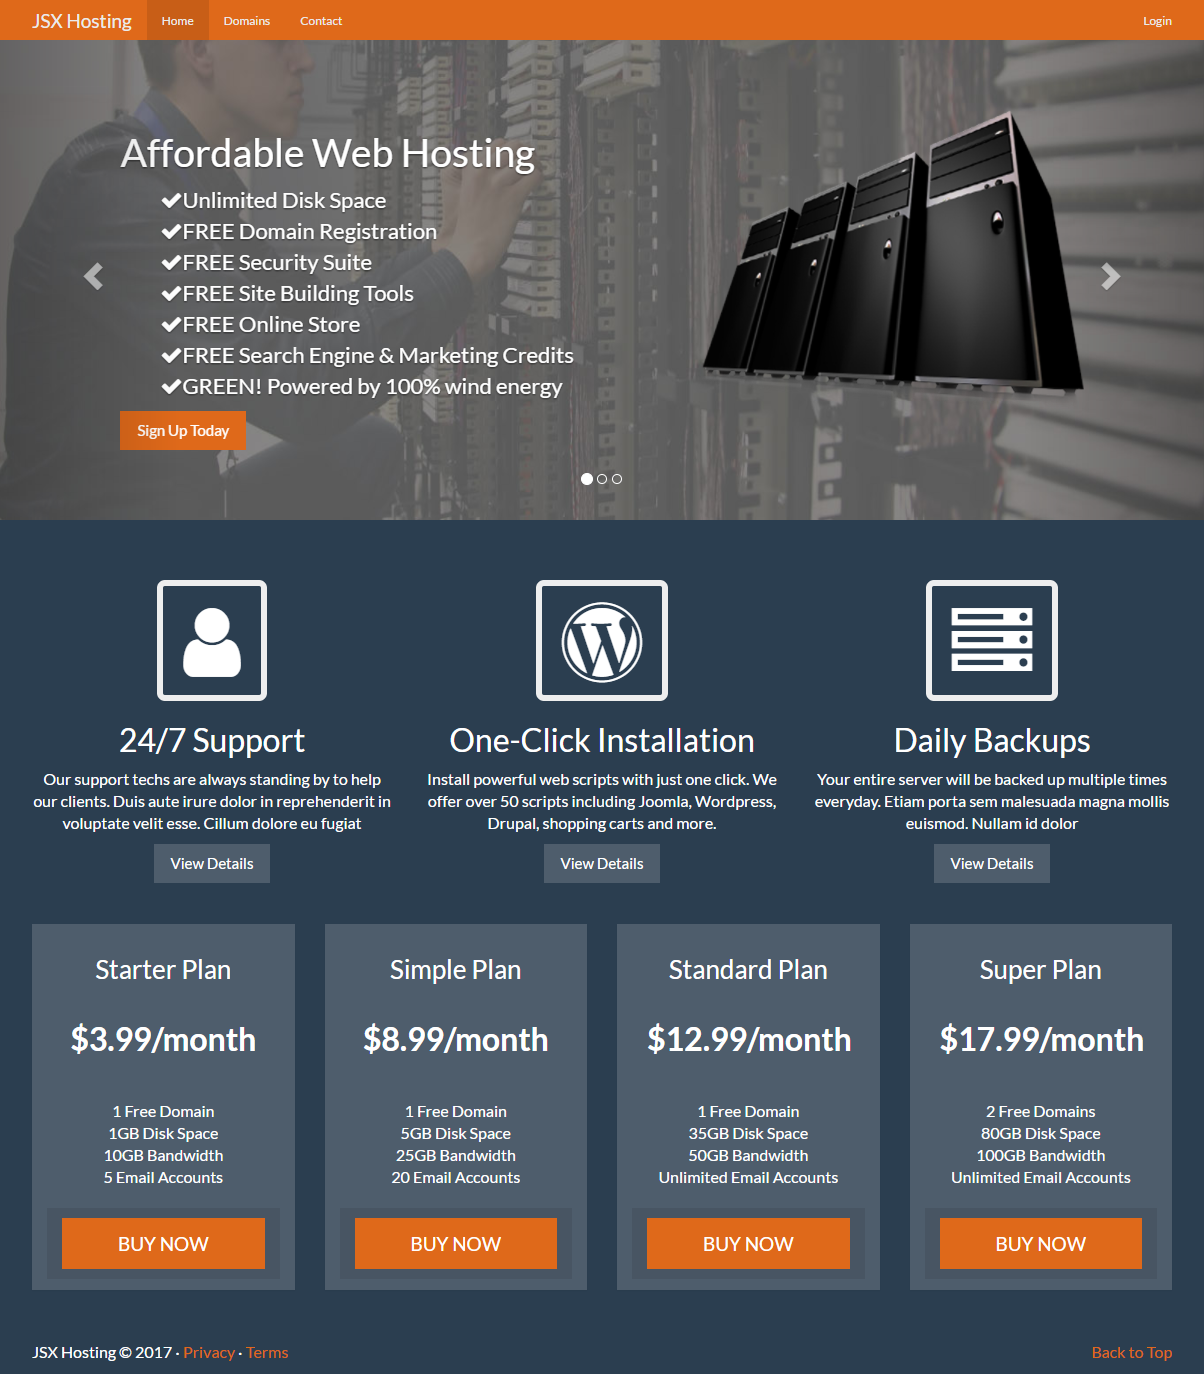 JSX Hosting Home Domains Contact Login
Affordable Web Hosting
Unlimited Disk Space
FREE Domain Registration
FREE Security Suite
FREE Site Building Tools
FREE Online Store
FREE Search Engine & Marketing Credits
GREEN! Powered by 100% wind energy
Sign Up Today
24/7 Support
Our support techs are always standing by to help
our clients. Duis aute irure dolor in reprehenderit in
voluptate velit esse. Cillum dolore eu fugiat
View Details
One-Click Installation
Install powerful web scripts with just one click. We
offer over 50 scripts including Joomla, Wordpress,
Drupal, shopping carts and more.
View Details
Daily Backups
Your entire server will be backed up multiple times
everyday. Etiam porta sem malesuada magna mollis
euismod. Nullam id dolor
View Details
Starter Plan
$3.99/month
1 Free Domain
1GB Disk Space
10GB Bandwidth
5 Email Accounts
BUY NOW
Simple Plan
$8.99/month
1 Free Domain
5GB Disk Space
25GB Bandwidth
20 Email Accounts
BUY NOW
Standard Plan
$12.99/month
1 Free Domain
35GB Disk Space
50GB Bandwidth
Unlimited Email Accounts
BUY NOW
Super Plan
$17.99/month
2 Free Domains
80GB Disk Space
100GB Bandwidth
Unlimited Email Accounts
BUY NOW
JSX Hosting © 2017 · Privacy · Terms
Back to Top